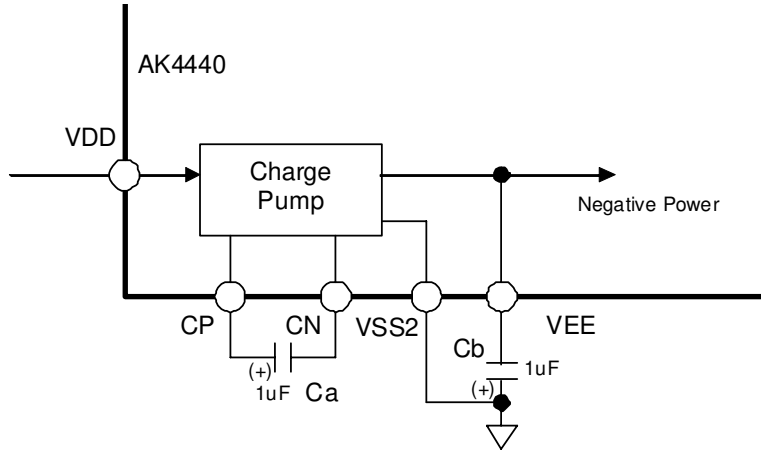 AK4440
VDD
Charge
Pump
Negative Power
CP
CN
VSS2
VEE
Cb
1uF
(+)
(+)
1uF
Ca